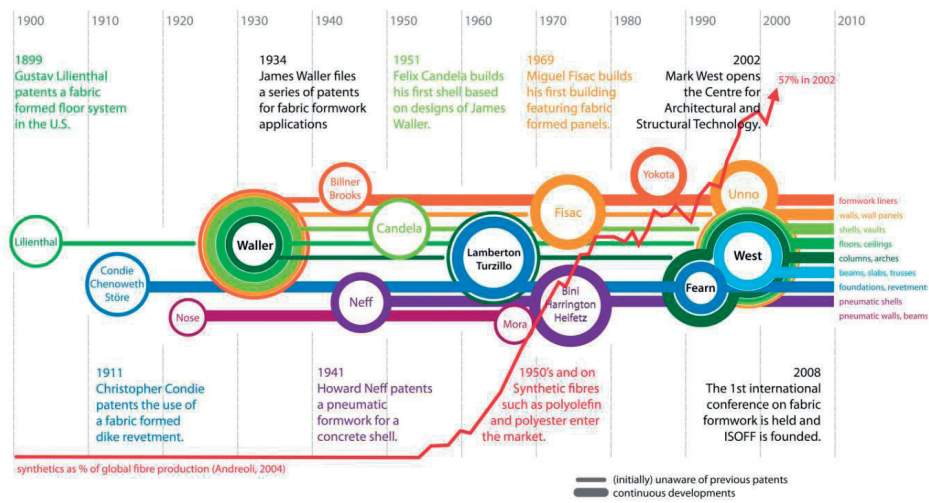 1900 1910 1920 1930 1940 1950 1960 1970 1980 1990 2000 2010
1899
Gustav Lilienthal
patents a fabric
formed floor system
in the U.S.
1934
James Waller files
a series of patents
for fabric formwork
applications
1951
Felix Candela builds
his first shell based
on designs of James
Waller.
1969
Miguel Fisac builds
his first building
featuring fabric
formed panels.
2002
Mark West opens
the Centre for
Architectural and
Structural Technology.
57% in 2002
Lilienthal
Condie
Chenoweth
Störe
Nose
Waller
Billner
Brooks
Candela
Neff
Lamberton
Turzillo
Mora
Fisac
Bini
Harrington
Heifetz
Yokota
Fearn
Unno
West
formwork liners
walls, wall panels
shells, vaults
floors, ceilings
columns, arches
beams, slabs, trusses
foundations, revetments
pneumatic shells
pneumatic walls, beams
1911
Christopher Condie
patents the use of
a fabric formed
dike revetment.
1941
Howard Neff patents
a pneumatic
formwork for a
concrete shell.
1950's and on
Synthetic fibres
such as polyolefin
and polyester enter
the market.
2008
The 1st international
conference on fabric
formwork is held and
ISOFF is founded.
synthetics as % of global fibre production (Andreoli, 2004)
(initially) unaware of previous patents
continuous developments